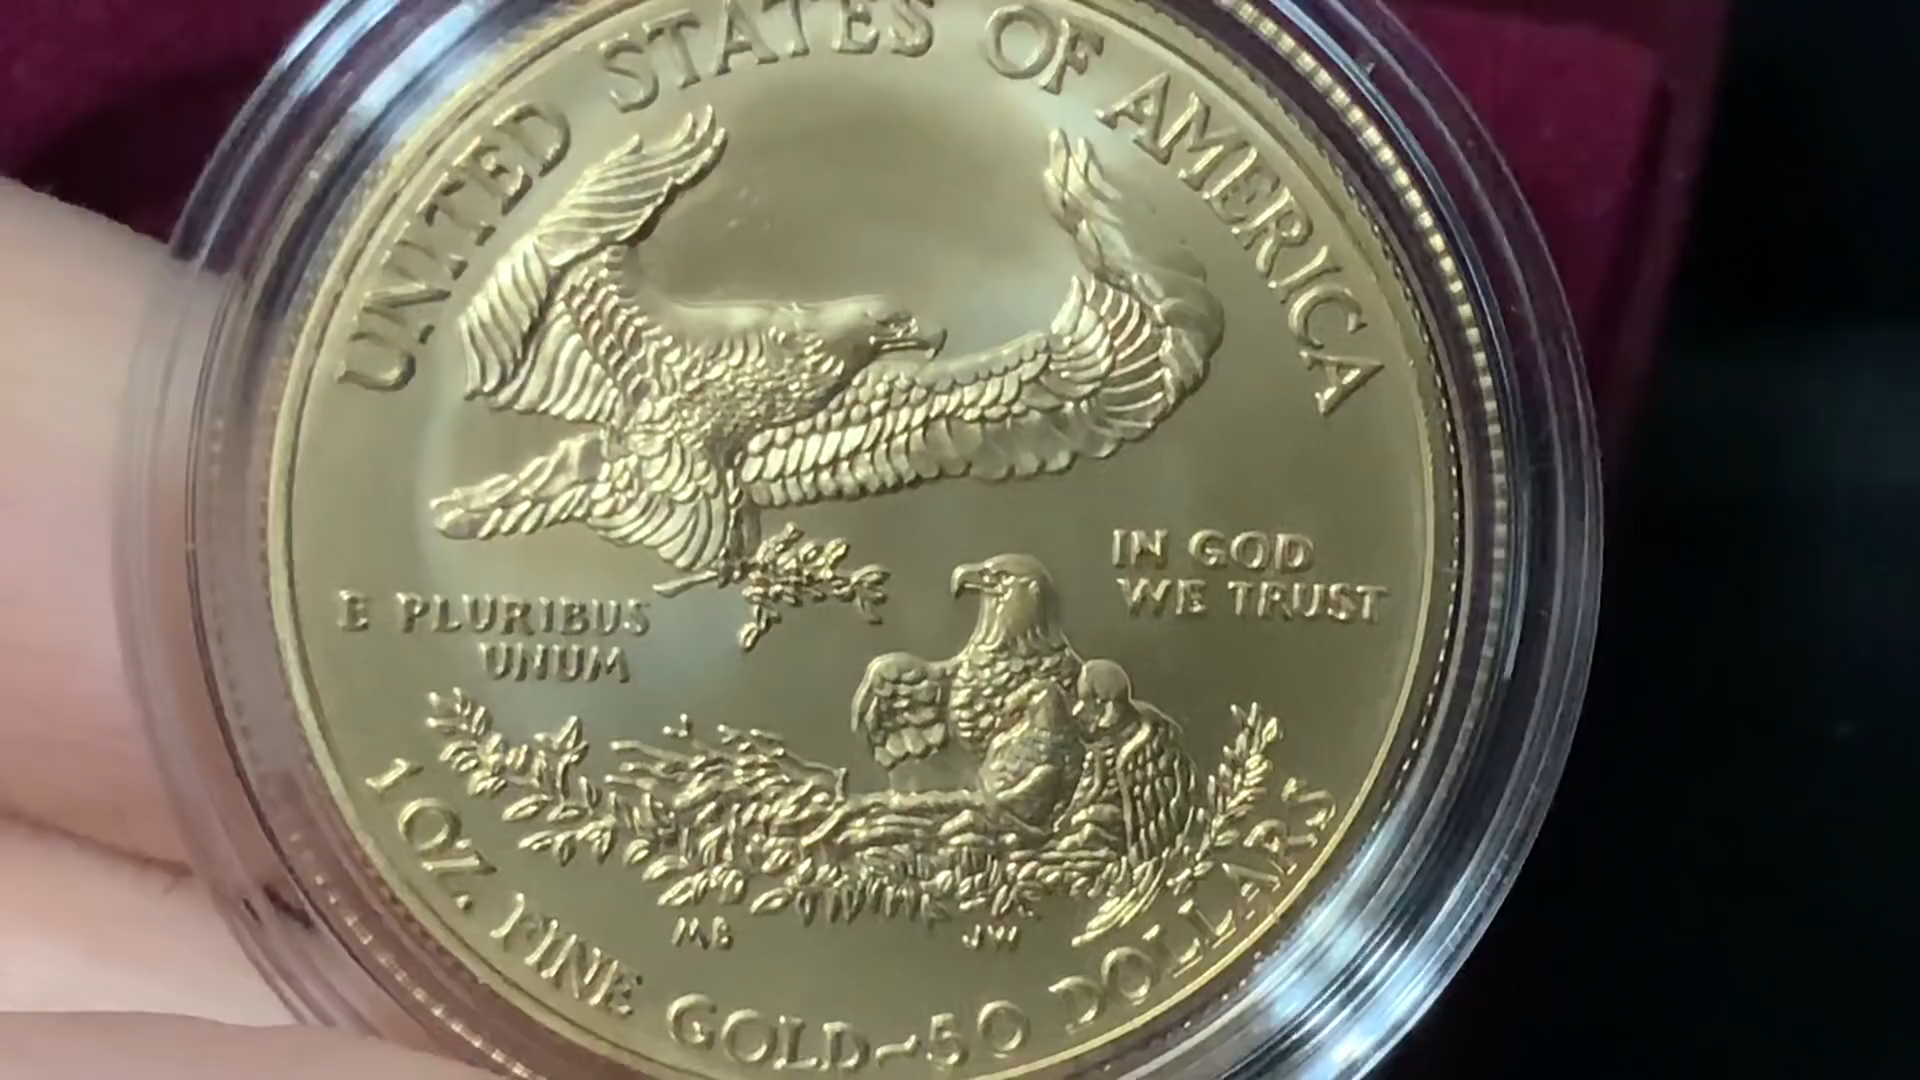 UNITED STATES OF AMERICA
E PLURIBUS
UNUM
IN GOD
WE TRUST
MB
JW
1 OZ. FINE GOLD~50 DOLLARS